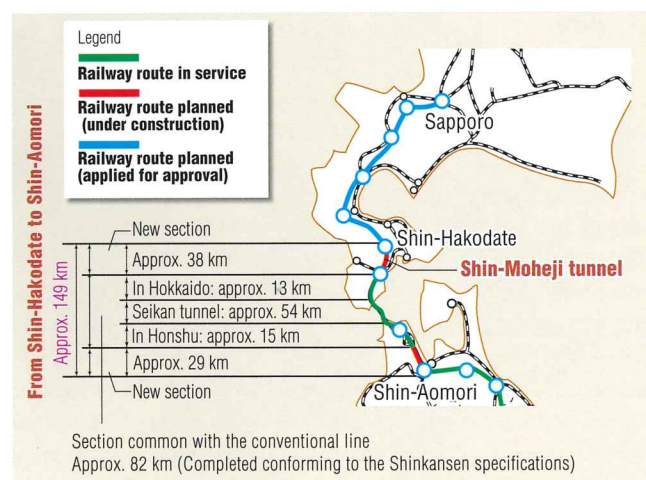 Legend
Railway route in service
Railway route planned
(under construction)
Railway route planned
(applied for approval)
Sapporo
From Shin-Hakodate to Shin-Aomori
Approx. 149 km
New section
Approx. 38 km
In Hokkaido: approx. 13 km
Seikan tunnel: approx. 54 km
In Honshu: approx. 15 km
Approx. 29 km
New section
Shin-Hakodate
Shin-Moheji tunnel
Shin-Aomori
Section common with the conventional line
Approx. 82 km (Completed conforming to the Shinkansen specifications)